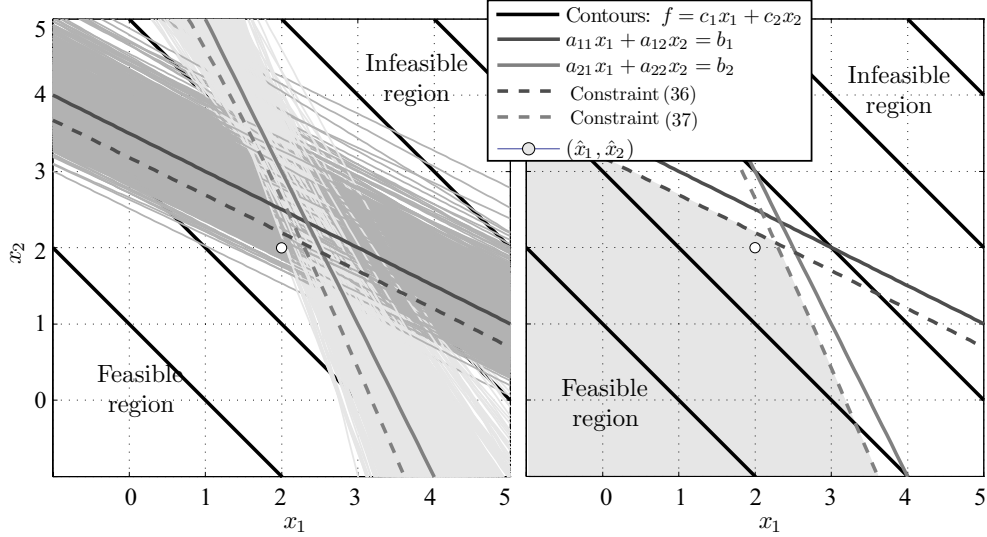 Contours: f = c₁x₁ + c₂x₂
a₁₁x₁ + a₁₂x₂ = b₁
a₂₁x₁ + a₂₂x₂ = b₂
Constraint (36)
Constraint (37)
(x̂₁, x̂₂)
5
4
3
2
1
0
x₂
Infeasible
region
Feasible
region
0 1 2 3 4 5
x₁
Infeasible
region
Feasible
region
0 1 2 3 4 5
x₁